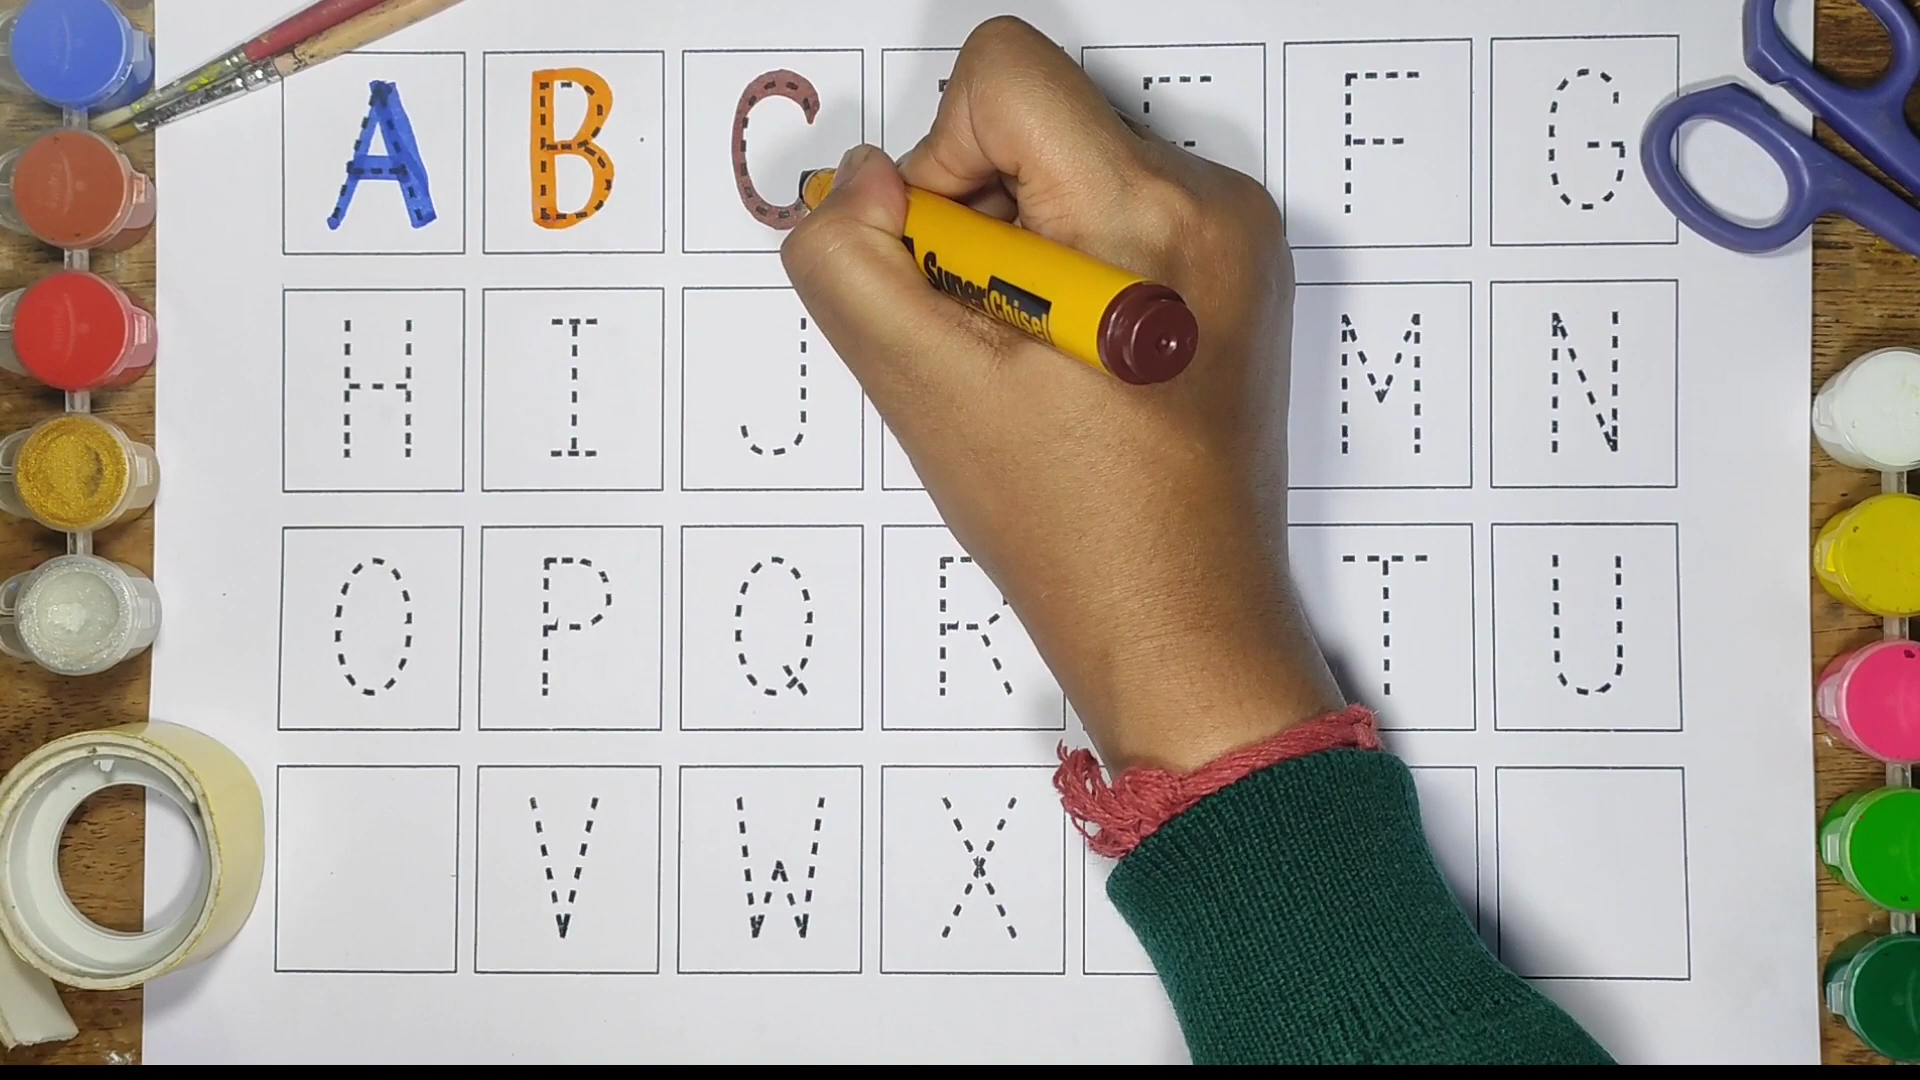 A B C E F G
H I J M N
O P Q R T U
V W X
Super Chisel